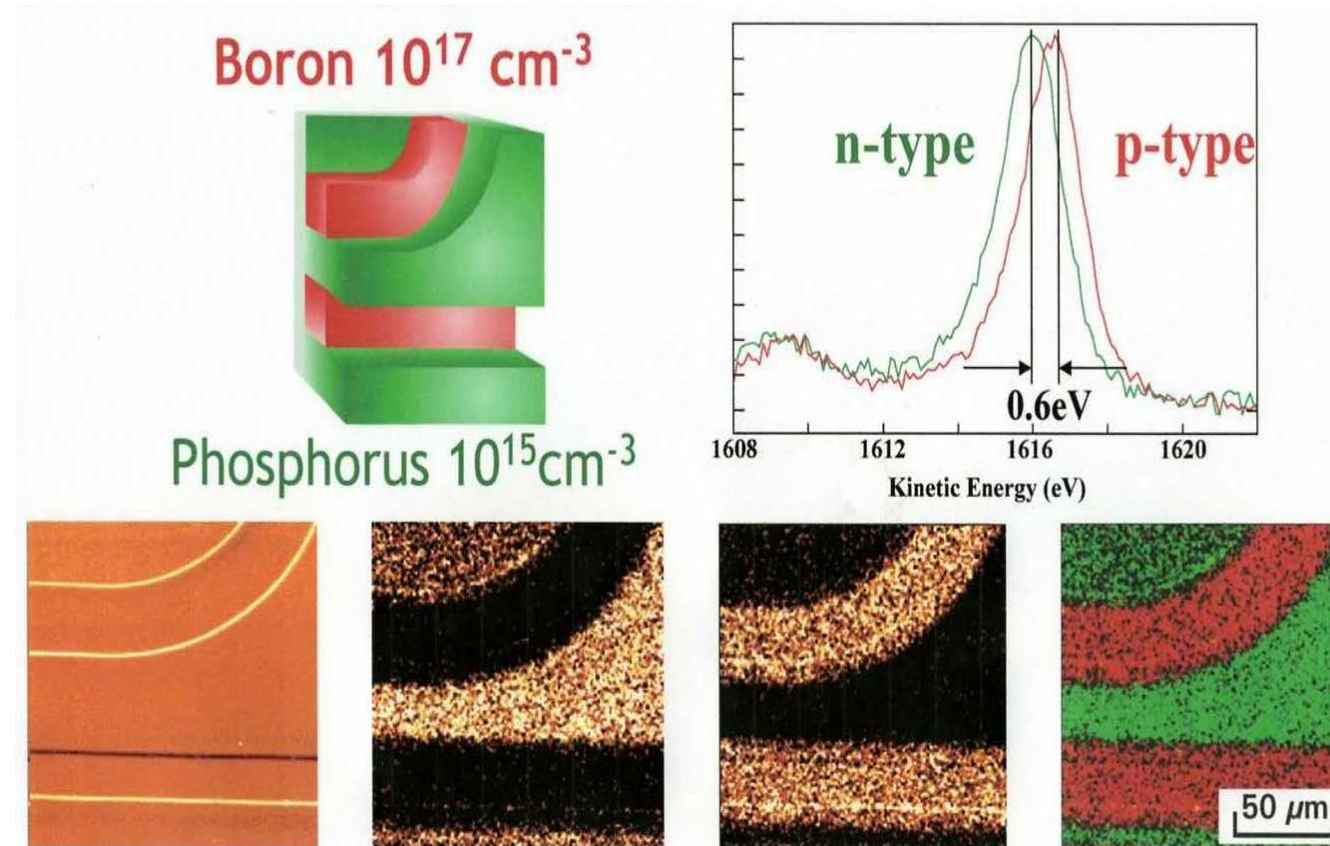 Boron 10¹⁷ cm⁻³
Phosphorus 10¹⁵cm⁻³
n-type
p-type
0.6eV
1608 1612 1616 1620
Kinetic Energy (eV)
50 µm